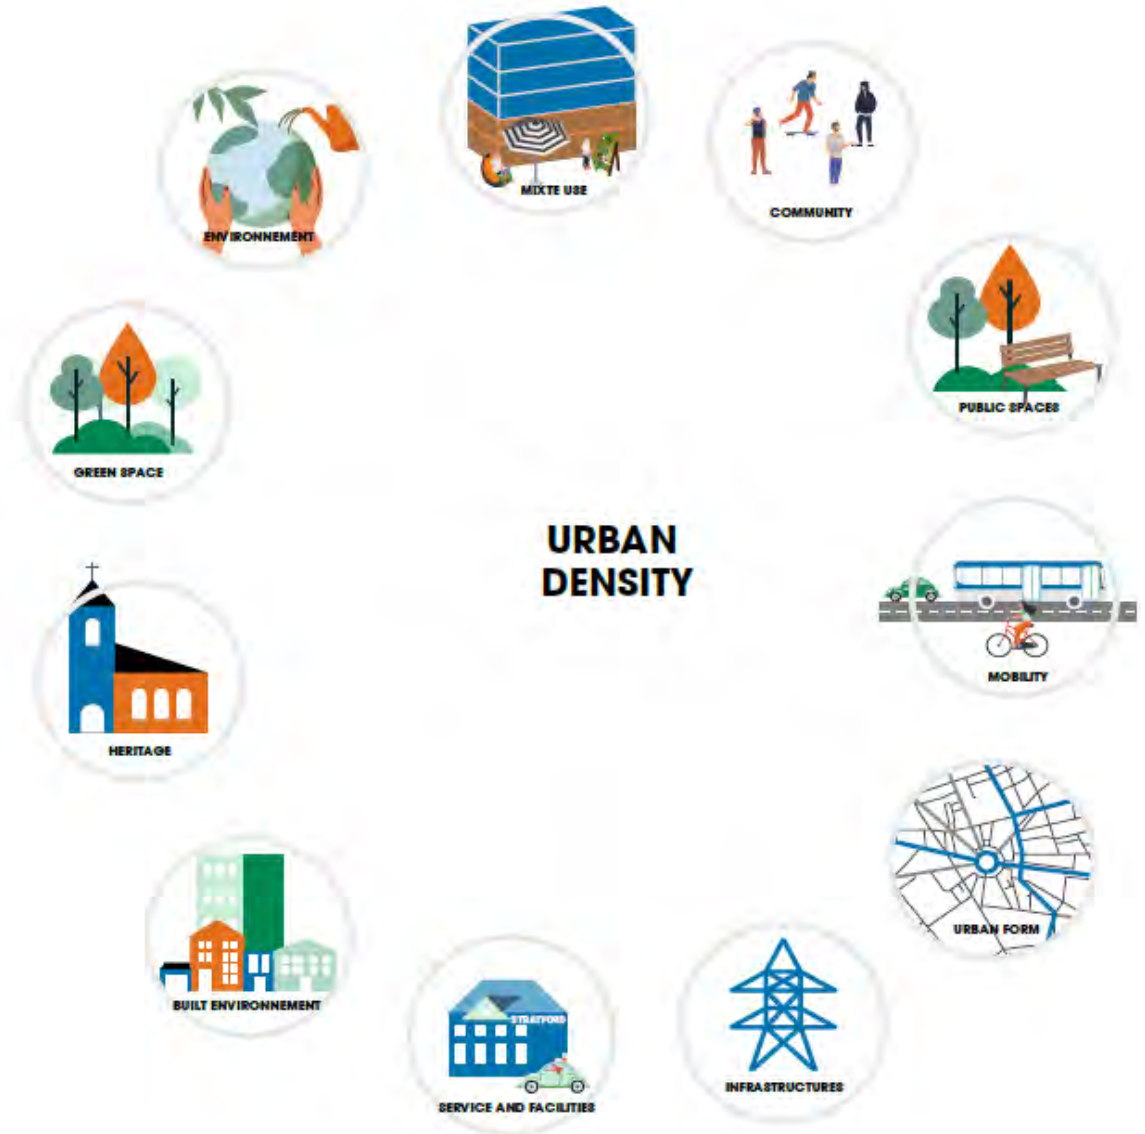 MIXTE USE
COMMUNITY
ENVIRONNEMENT
PUBLIC SPACES
GREEN SPACE
URBAN
DENSITY
MOBILITY
HERITAGE
URBAN FORM
BUILT ENVIRONNEMENT
STRATFORD
INFRASTRUCTURES
SERVICE AND FACILITIES